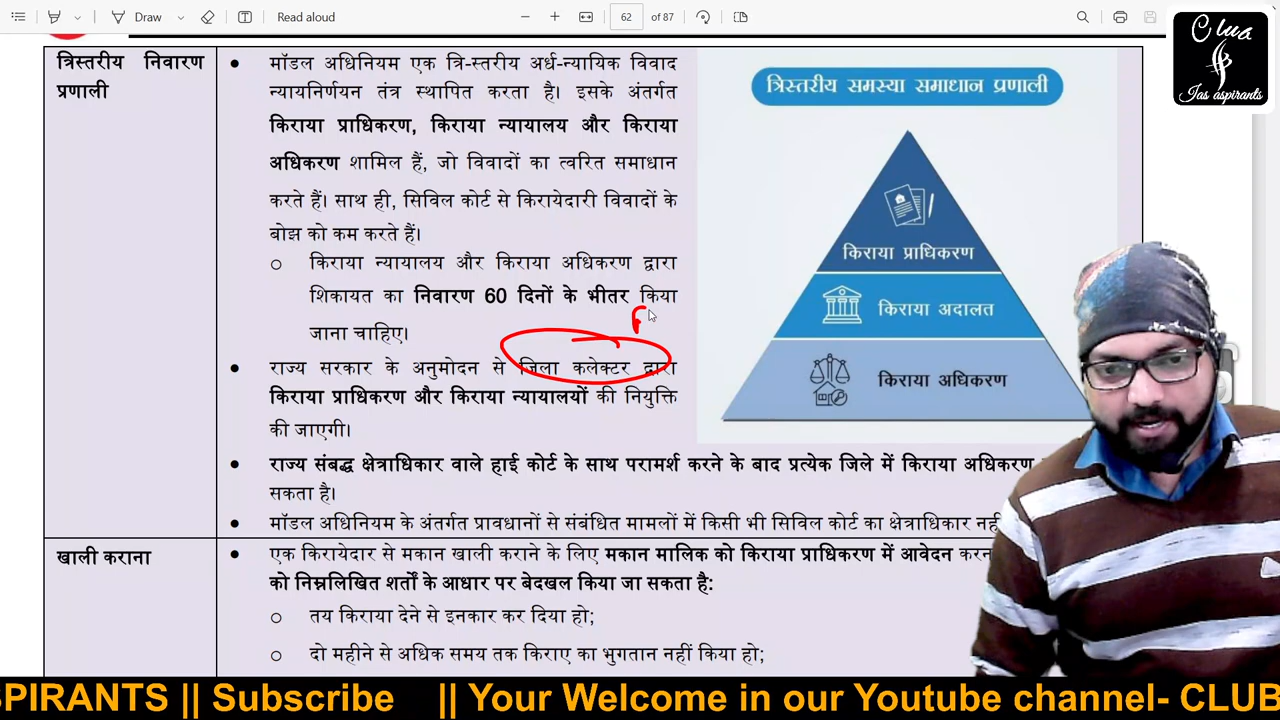 Draw
Read aloud
62 of 87
Clua
Ias aspirants
त्रिस्तरीय निवारण
प्रणाली
मॉडल अधिनियम एक त्रि-स्तरीय अर्ध-न्यायिक विवाद
न्यायनिर्णयन तंत्र स्थापित करता है। इसके अंतर्गत
किराया प्राधिकरण, किराया न्यायालय और किराया
अधिकरण शामिल हैं, जो विवादों का त्वरित समाधान
करते हैं। साथ ही, सिविल कोर्ट से किरायेदारी विवादों के
बोझ को कम करते हैं।
किराया न्यायालय और किराया अधिकरण द्वारा
शिकायत का निवारण 60 दिनों के भीतर किया
जाना चाहिए।
राज्य सरकार के अनुमोदन से जिला कलेक्टर द्वारा
किराया प्राधिकरण और किराया न्यायालयों की नियुक्ति
की जाएगी।
त्रिस्तरीय समस्या समाधान प्रणाली
किराया प्राधिकरण
किराया अदालत
किराया अधिकरण
राज्य संबद्ध क्षेत्राधिकार वाले हाई कोर्ट के साथ परामर्श करने के बाद प्रत्येक जिले में किराया अधिकरण
सकता है।
मॉडल अधिनियम के अंतर्गत प्रावधानों से संबंधित मामलों में किसी भी सिविल कोर्ट का क्षेत्राधिकार
खाली कराना
एक किरायेदार से मकान खाली कराने के लिए मकान मालिक को किराया प्राधिकरण में आवेदन
को निम्नलिखित शर्तों के आधार पर बेदखल किया जा सकता है:
तय किराया देने से इनकार कर दिया हो;
दो महीने से अधिक समय तक किराए का भुगतान नहीं किया हो;
SPIRANTS || Subscribe || Your Welcome in our Youtube channel- CLUB